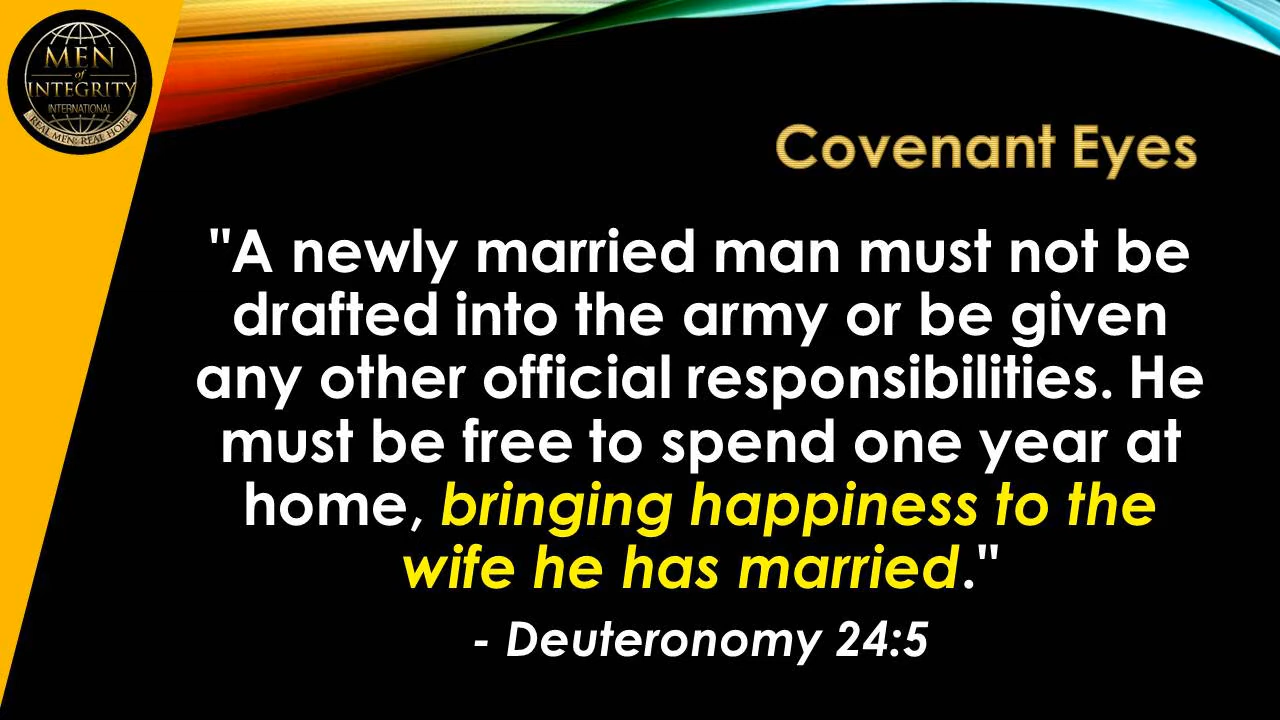 MEN
of
INTEGRITY
INTERNATIONAL
REAL MEN: REAL HOPE
Covenant Eyes
"A newly married man must not be
drafted into the army or be given
any other official responsibilities. He
must be free to spend one year at
home, bringing happiness to the
wife he has married."
- Deuteronomy 24:5